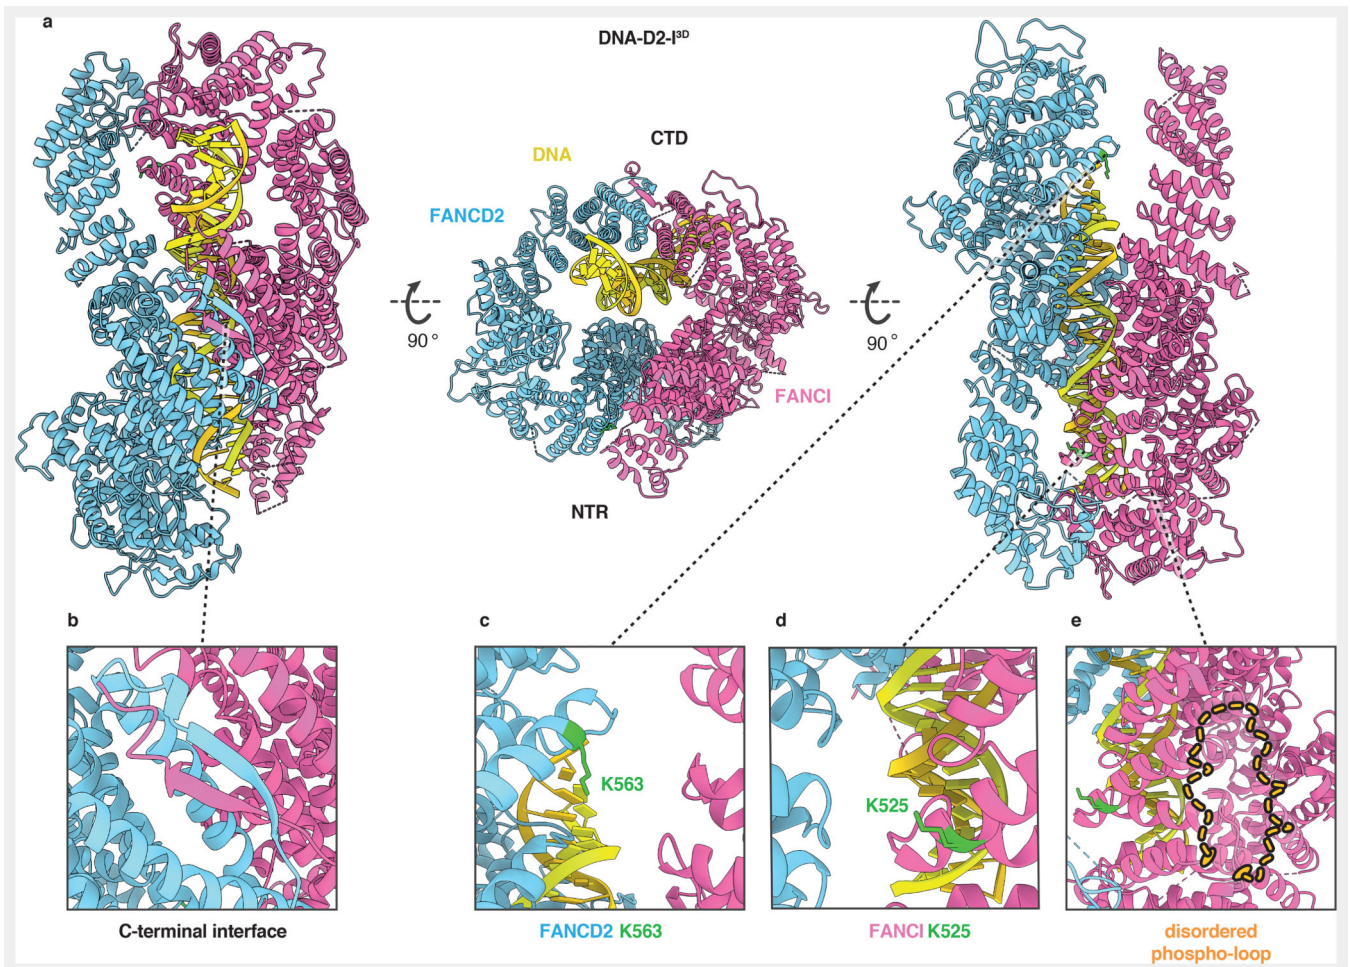 a
DNA-D2-I³ᴰ
CTD
DNA
FANCD2
90°
90°
FANCI
NTR
b
c
d
e
K563
K525
C-terminal interface
FANCD2 K563
FANCI K525
disordered
phospho-loop